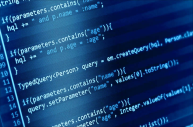 if(parameters.contains("name")){
hql += " and p.name = :name";
}
if(parameters.contains("age")){
hql += " and p.age = :age";
}
TypedQuery<Person> query = em.createQuery(hql, Person.
if(parameters.contains("name")){
query.setParameter("name", values[0].toString());
}
if(parameters.contains("age")){
query.setParameter("age", Integer.valueOf(values[1]